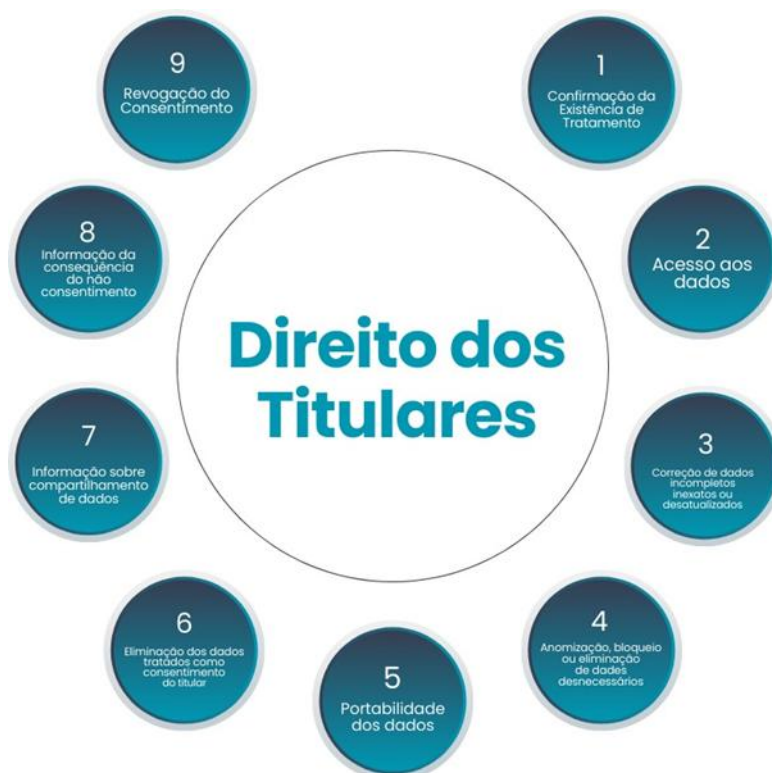 Direito dos
Titulares
1
Confirmação da
Existência de
Tratamento
2
Acesso aos
dados
3
Correção de dados
incompletos
inexatos ou
desatualizados
4
Anomização, bloqueio
ou eliminação
de dades
desnecessários
5
Portabilidade
dos dados
6
Eliminação dos dados
tratados como
consentimento
do titular
7
Informação sobre
compartilhamento
de dados
8
Informação da
consequência
do não
consentimento
9
Revogação do
Consentimento